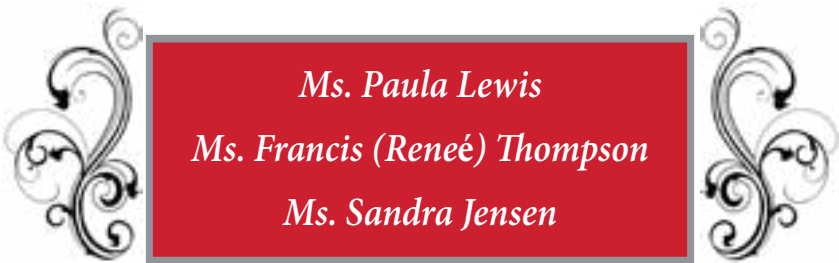 Ms. Paula Lewis
Ms. Francis (Reneé) Thompson
Ms. Sandra Jensen